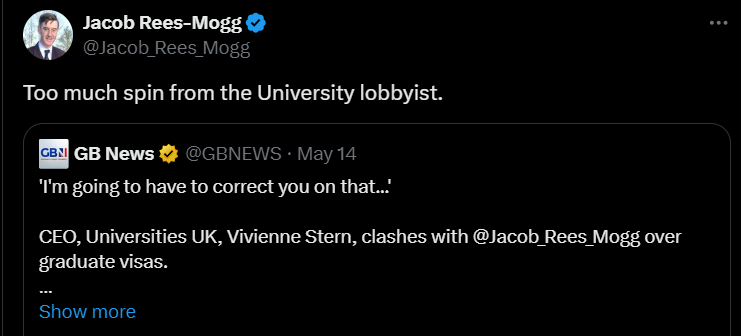 Jacob Rees-Mogg
@Jacob_Rees_Mogg
Too much spin from the University lobbyist.
GBN GB News @GBNEWS · May 14
'I'm going to have to correct you on that...'
CEO, Universities UK, Vivienne Stern, clashes with @Jacob_Rees_Mogg over
graduate visas.
...
Show more